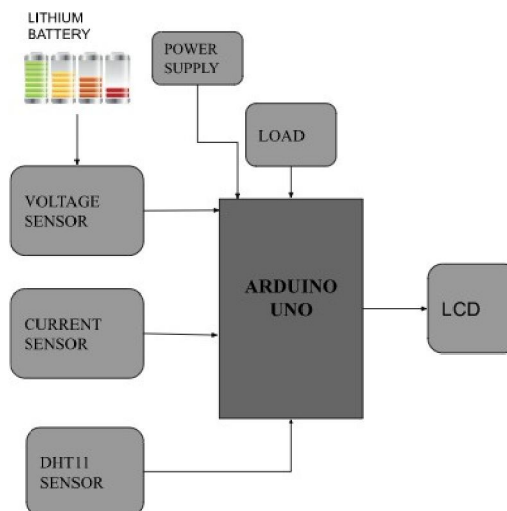 LITHIUM
BATTERY
POWER
SUPPLY
LOAD
VOLTAGE
SENSOR
ARDUINO
UNO
LCD
CURRENT
SENSOR
DHT11
SENSOR